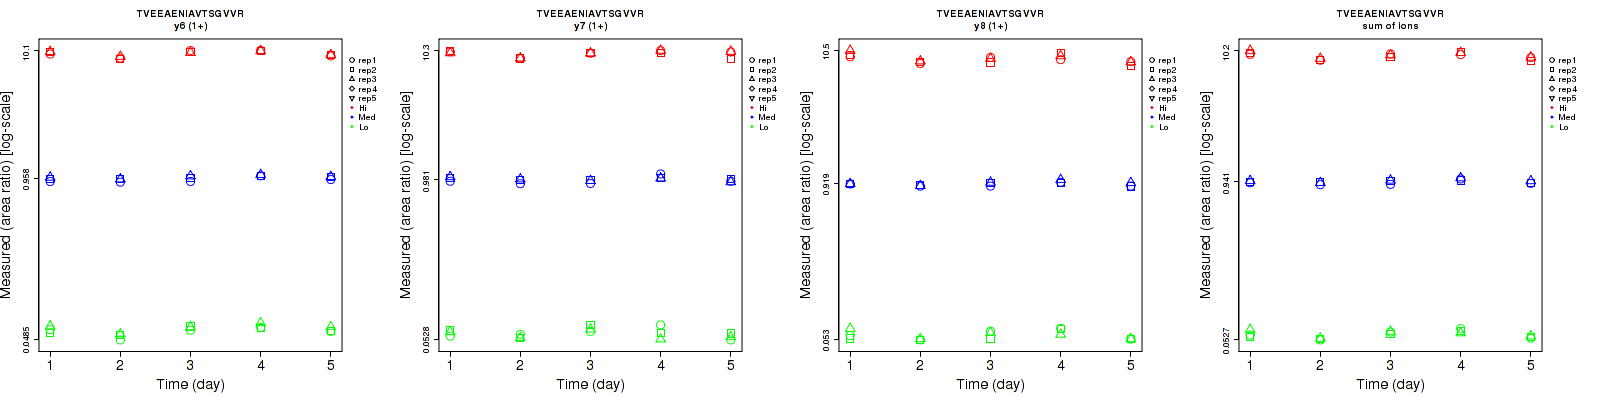 TVEEAENIAVTSGVVR
y6 (1+)
Measured (area ratio) [log-scale]
10.1
0.958
0.0485
1 2 3 4 5
Time (day)
rep1
rep2
rep3
rep4
rep5
Hi
Med
Lo
TVEEAENIAVTSGVVR
y7 (1+)
Measured (area ratio) [log-scale]
10.3
0.981
0.0528
1 2 3 4 5
Time (day)
rep1
rep2
rep3
rep4
rep5
Hi
Med
Lo
TVEEAENIAVTSGVVR
y8 (1+)
Measured (area ratio) [log-scale]
10.5
0.919
0.053
1 2 3 4 5
Time (day)
rep1
rep2
rep3
rep4
rep5
Hi
Med
Lo
TVEEAENIAVTSGVVR
sum of ions
Measured (area ratio) [log-scale]
10.2
0.941
0.0527
1 2 3 4 5
Time (day)
rep1
rep2
rep3
rep4
rep5
Hi
Med
Lo